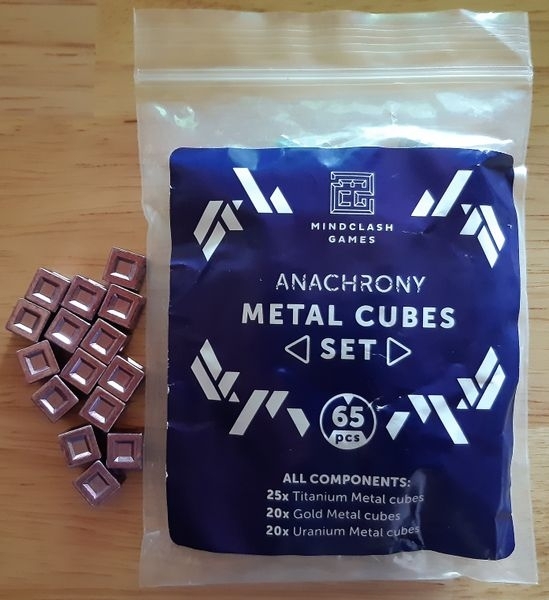 MINDCLASH
GAMES
ANACHRONY
METAL CUBES
SET
65
pcs
ALL COMPONENTS:
25x Titanium Metal cubes
20x Gold Metal cubes
20x Uranium Metal cubes